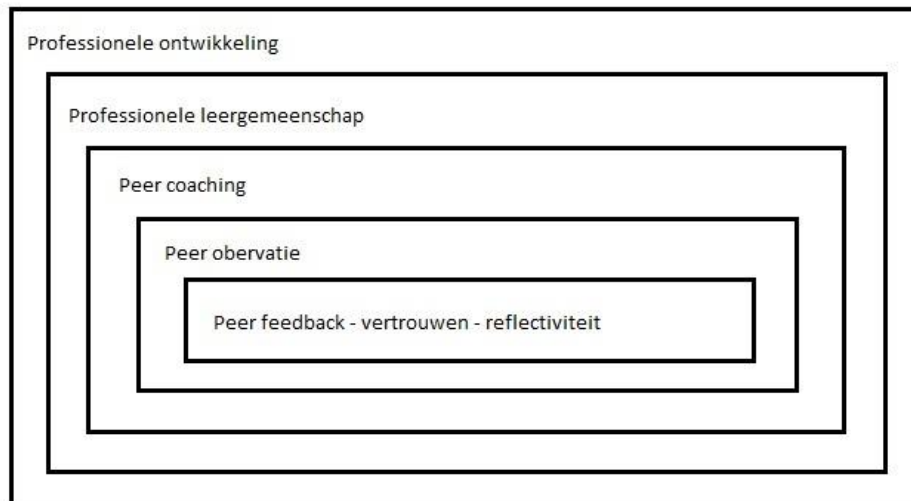 Professionele ontwikkeling
Professionele leergemeenschap
Peer coaching
Peer obervatie
Peer feedback - vertrouwen - reflectiviteit